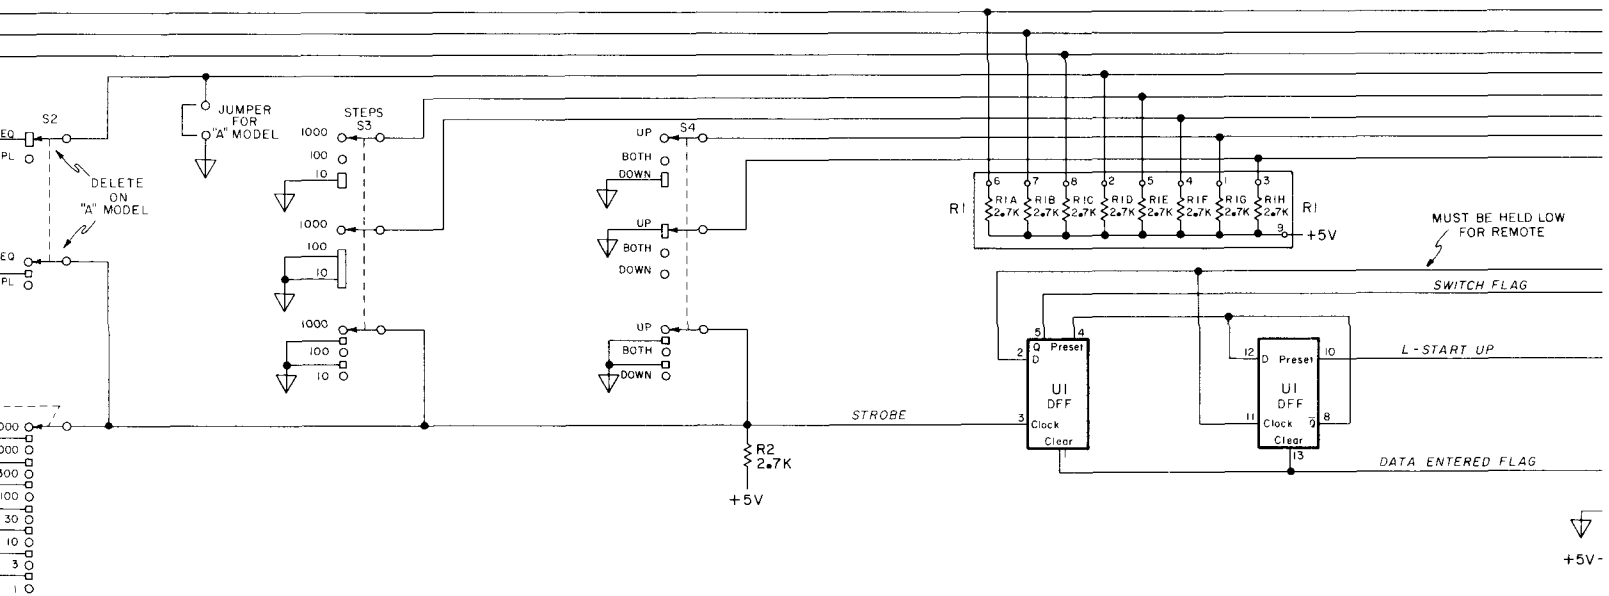 S2
EQ
PL
DELETE
ON
"A" MODEL
EQ
PL
JUMPER
FOR
"A" MODEL
STEPS
S3
1000
100
10
1000
100
10
1000
100
10
S4
UP
BOTH
DOWN
UP
BOTH
DOWN
UP
BOTH
DOWN
6 7 8 2 5 4 1 3
R1
R1A R1B R1C R1D R1E R1F R1G R1H
2.7K 2.7K 2.7K 2.7K 2.7K 2.7K 2.7K 2.7K
R1
9
+5V
MUST BE HELD LOW
FOR REMOTE
SWITCH FLAG
5 4
Q Preset
2 D
U1
DFF
3 Clock
Clear
1
12 D Preset 10
U1
DFF
11 Clock Q̅ 8
Clear
13
L-START UP
DATA ENTERED FLAG
STROBE
R2
2.7K
+5V
000
000
300
100
30
10
3
1
+5V-